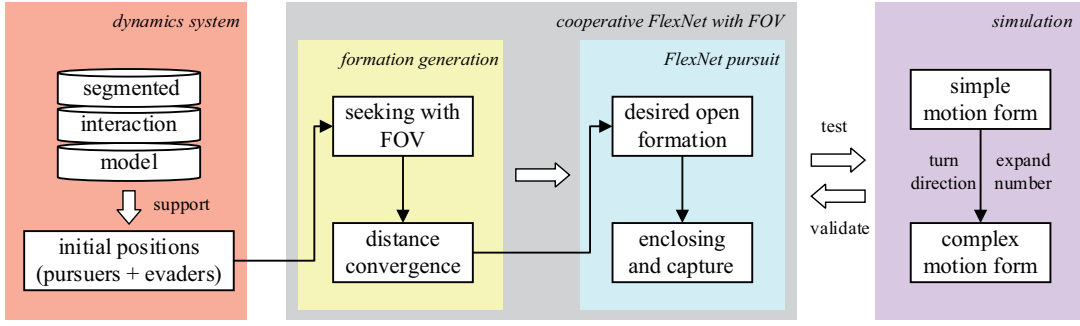 dynamics system
segmented
interaction
model
support
initial positions
(pursuers + evaders)
cooperative FlexNet with FOV
formation generation
seeking with
FOV
distance
convergence
FlexNet pursuit
desired open
formation
enclosing
and capture
test
validate
simulation
simple
motion form
turn
direction
expand
number
complex
motion form